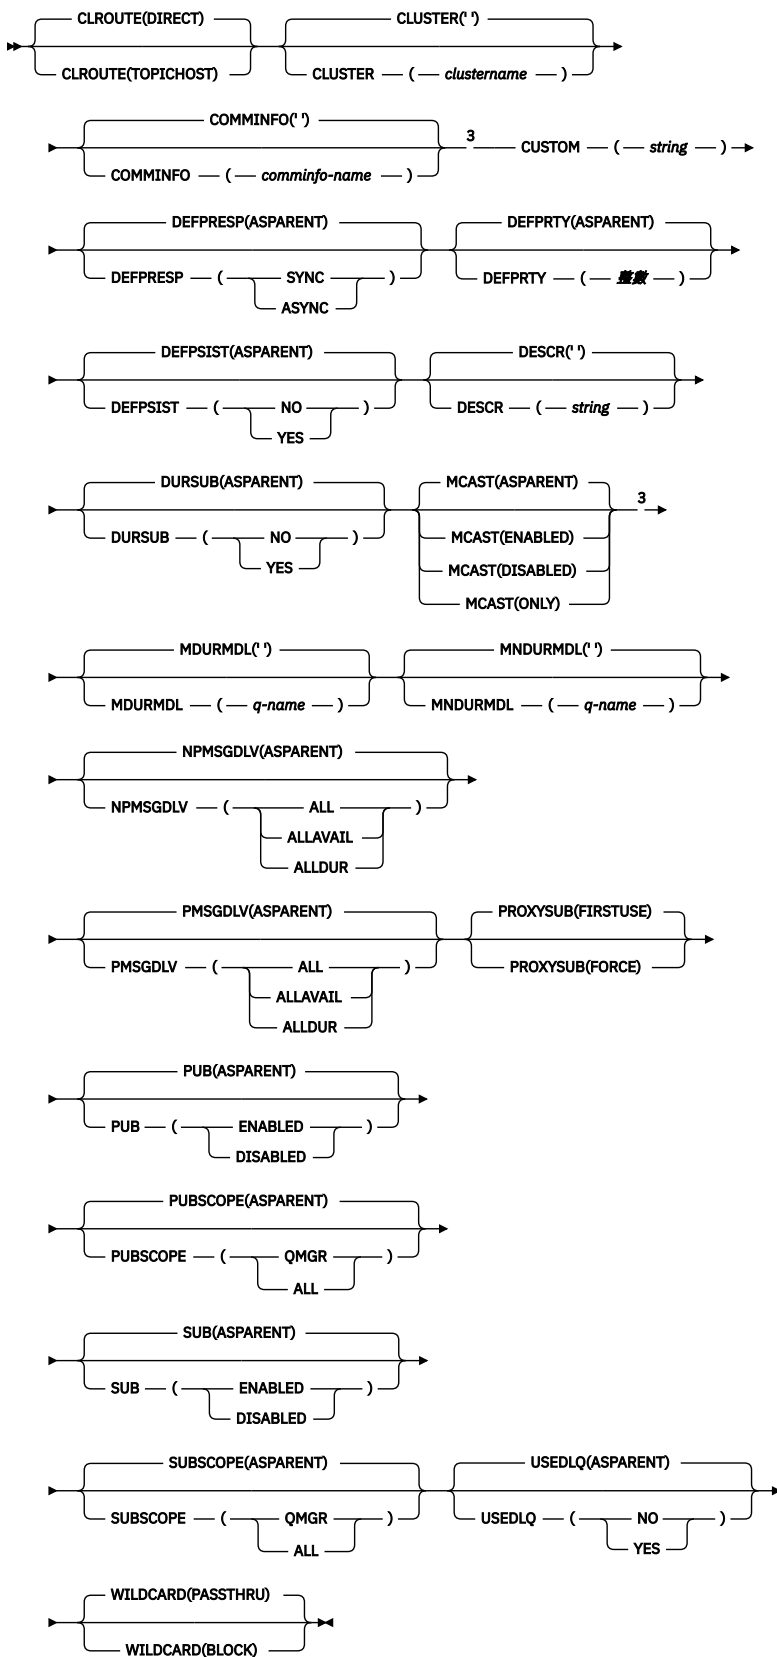 CLROUTE(DIRECT) CLUSTER(' ')
CLROUTE(TOPICHOST) CLUSTER ( clustername )
COMMINFO(' ') 3 CUSTOM ( string )
COMMINFO ( comminfo-name )
DEFPRESP(ASPARENT) DEFPRTY(ASPARENT)
DEFPRESP ( SYNC ) DEFPRTY ( 整數 )
ASYNC
DEFPSIST(ASPARENT) DESCR(' ')
DEFPSIST ( NO ) DESCR ( string )
YES
DURSUB(ASPARENT) MCAST(ASPARENT) 3
DURSUB ( NO ) MCAST(ENABLED)
YES MCAST(DISABLED)
MCAST(ONLY)
MDURMDL(' ') MNDURMDL(' ')
MDURMDL ( q-name ) MNDURMDL ( q-name )
NPMSGDLV(ASPARENT)
NPMSGDLV ( ALL )
ALLAVAIL
ALLDUR
PMSGDLV(ASPARENT) PROXYSUB(FIRSTUSE)
PMSGDLV ( ALL ) PROXYSUB(FORCE)
ALLAVAIL
ALLDUR
PUB(ASPARENT)
PUB ( ENABLED )
DISABLED
PUBSCOPE(ASPARENT)
PUBSCOPE ( QMGR )
ALL
SUB(ASPARENT)
SUB ( ENABLED )
DISABLED
SUBSCOPE(ASPARENT) USEDLQ(ASPARENT)
SUBSCOPE ( QMGR ) USEDLQ ( NO )
ALL YES
WILDCARD(PASSTHRU)
WILDCARD(BLOCK)